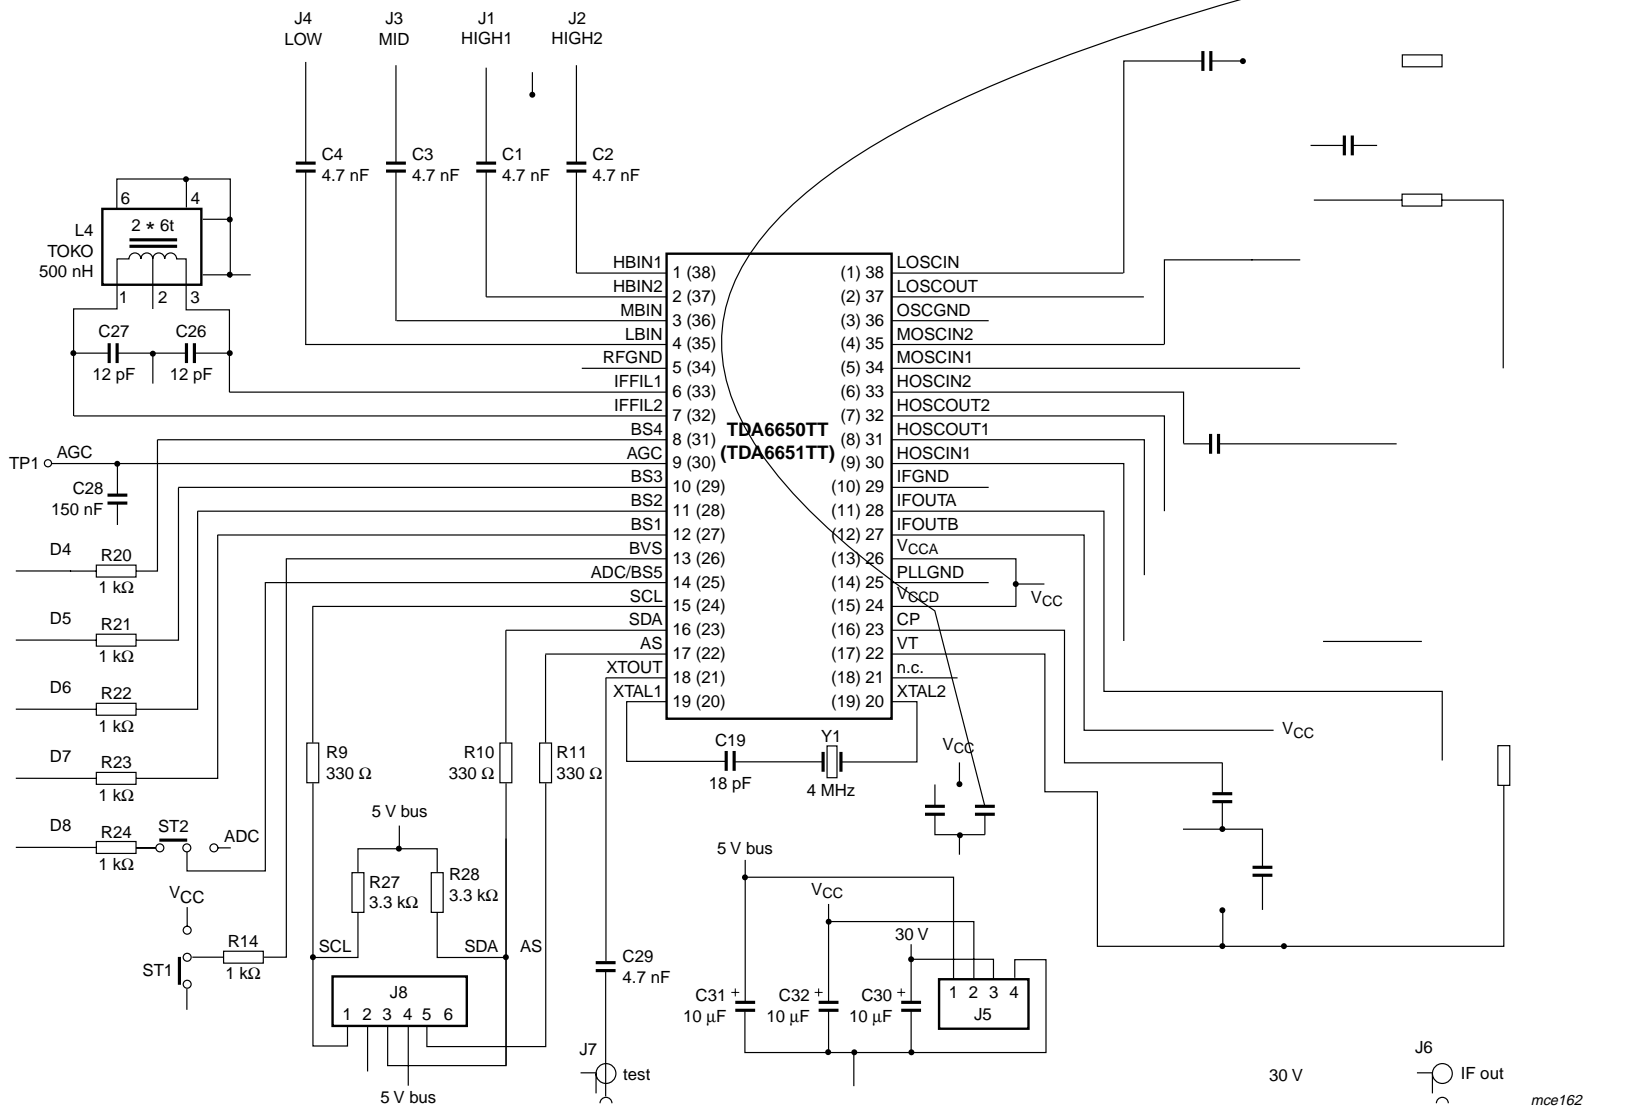 J4
LOW
J3
MID
J1
HIGH1
J2
HIGH2
C4
4.7 nF
C3
4.7 nF
C1
4.7 nF
C2
4.7 nF
6
4
2 * 6t
L4
TOKO
500 nH
1
2
3
C27
12 pF
C26
12 pF
TP1
AGC
C28
150 nF
HBIN1
1 (38)
HBIN2
2 (37)
MBIN
3 (36)
LBIN
4 (35)
RFGND
5 (34)
IFFIL1
6 (33)
IFFIL2
7 (32)
BS4
8 (31)
AGC
9 (30)
BS3
10 (29)
BS2
11 (28)
BS1
12 (27)
BVS
13 (26)
ADC/BS5
14 (25)
SCL
15 (24)
SDA
16 (23)
AS
17 (22)
XTOUT
18 (21)
XTAL1
19 (20)
TDA6650TT
(TDA6651TT)
(1) 38
LOSCIN
(2) 37
LOSCOUT
(3) 36
OSCGND
(4) 35
MOSCIN2
(5) 34
MOSCIN1
(6) 33
HOSCIN2
(7) 32
HOSCOUT2
(8) 31
HOSCOUT1
(9) 30
HOSCIN1
(10) 29
IFGND
(11) 28
IFOUTA
(12) 27
IFOUTB
(13) 26
VCCA
(14) 25
PLLGND
(15) 24
VCCD
(16) 23
CP
(17) 22
VT
(18) 21
n.c.
(19) 20
XTAL2
VCC
VCC
D4
R20
1 kΩ
D5
R21
1 kΩ
D6
R22
1 kΩ
D7
R23
1 kΩ
D8
R24
1 kΩ
ST2
ADC
VCC
ST1
R14
1 kΩ
R9
330 Ω
R10
330 Ω
R11
330 Ω
5 V bus
R27
3.3 kΩ
R28
3.3 kΩ
SCL
SDA
AS
J8
1 2 3 4 5 6
5 V bus
C19
18 pF
Y1
4 MHz
VCC
C29
4.7 nF
J7
test
5 V bus
VCC
30 V
C31
+
10 μF
C32
+
10 μF
C30
+
10 μF
1 2 3 4
J5
30 V
J6
IF out
mce162